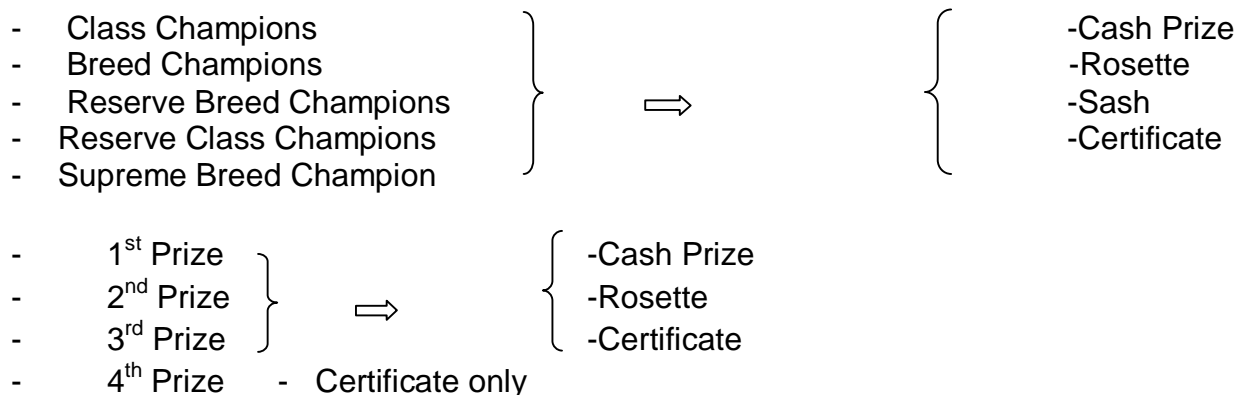 - Class Champions -Cash Prize
- Breed Champions -Rosette
- Reserve Breed Champions ⇨ -Sash
- Reserve Class Champions -Certificate
- Supreme Breed Champion
- 1st Prize -Cash Prize
- 2nd Prize ⇨ -Rosette
- 3rd Prize -Certificate
- 4th Prize - Certificate only